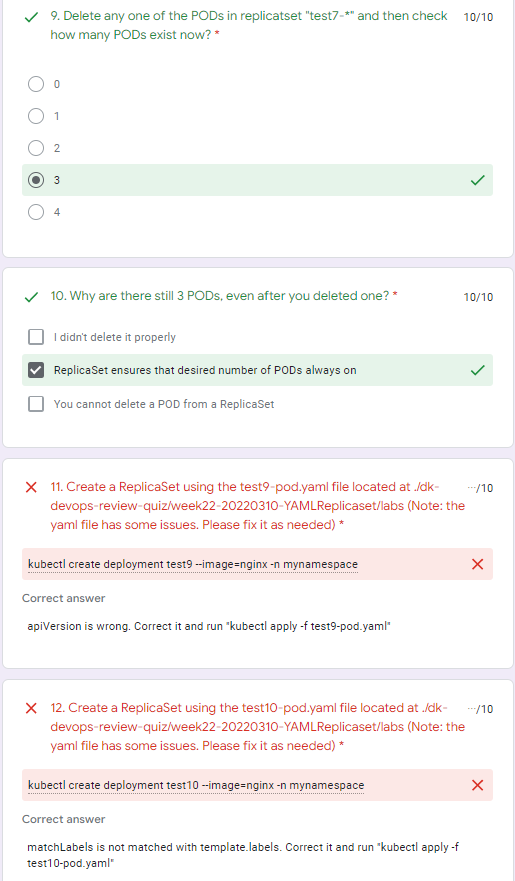 9. Delete any one of the PODs in replicatset "test7-*" and then check
how many PODs exist now? *
10/10
0
1
2
3
4
10. Why are there still 3 PODs, even after you deleted one? *
10/10
I didn't delete it properly
ReplicaSet ensures that desired number of PODs always on
You cannot delete a POD from a ReplicaSet
11. Create a ReplicaSet using the test9-pod.yaml file located at ./dk-
devops-review-quiz/week22-20220310-YAMLReplicaset/labs (Note: the
yaml file has some issues. Please fix it as needed) *
···/10
kubectl create deployment test9 --image=nginx -n mynamespace
Correct answer
apiVersion is wrong. Correct it and run "kubectl apply -f test9-pod.yaml"
12. Create a ReplicaSet using the test10-pod.yaml file located at ./dk-
devops-review-quiz/week22-20220310-YAMLReplicaset/labs (Note: the
yaml file has some issues. Please fix it as needed) *
···/10
kubectl create deployment test10 --image=nginx -n mynamespace
Correct answer
matchLabels is not matched with template.labels. Correct it and run "kubectl apply -f
test10-pod.yaml"